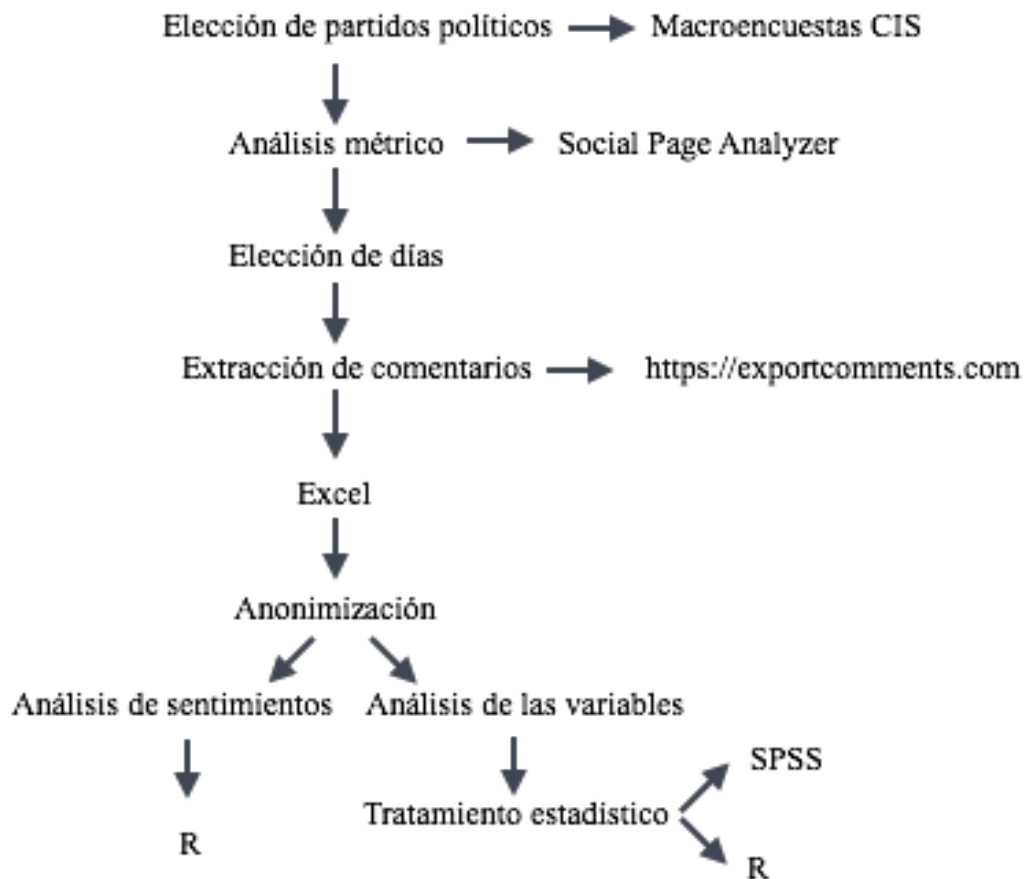 Elección de partidos políticos
Macroencuestas CIS
Análisis métrico
Social Page Analyzer
Elección de días
Extracción de comentarios
https://exportcomments.com
Excel
Anonimización
Análisis de sentimientos
Análisis de las variables
SPSS
Tratamiento estadístico
R
R